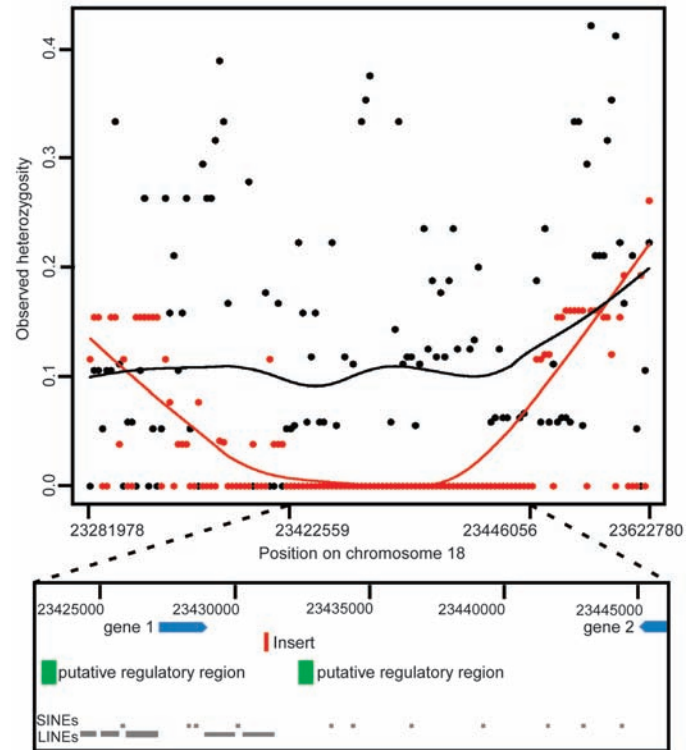 0.4
0.3
0.2
0.1
0.0
Observed heterozygosity
23281978 23422559 23446056 23622780
Position on chromosome 18
23425000 23430000 23435000 23440000 23445000
gene 1 gene 2
Insert
putative regulatory region putative regulatory region
SINEs
LINEs